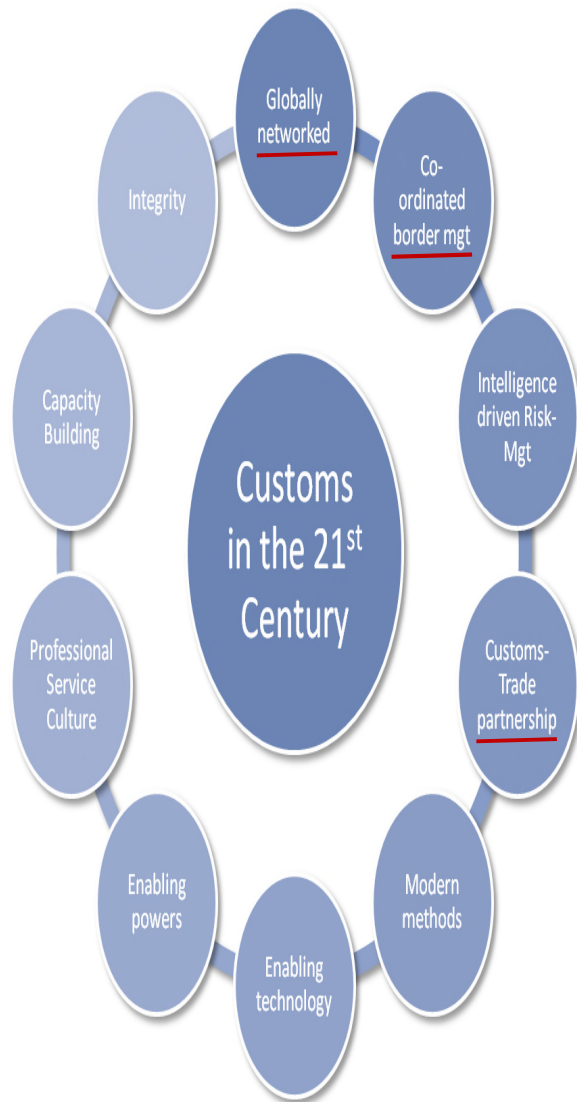 Globally
networked
Co-
ordinated
border mgt
Intelligence
driven Risk-
Mgt
Customs-
Trade
partnership
Modern
methods
Enabling
technology
Enabling
powers
Professional
Service
Culture
Capacity
Building
Integrity
Customs
in the 21st
Century